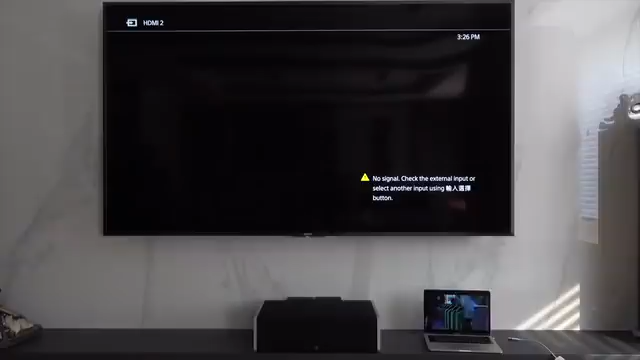 HDMI 2
3:26 PM
No signal. Check the external input or
select another input using 輸入選擇
button.